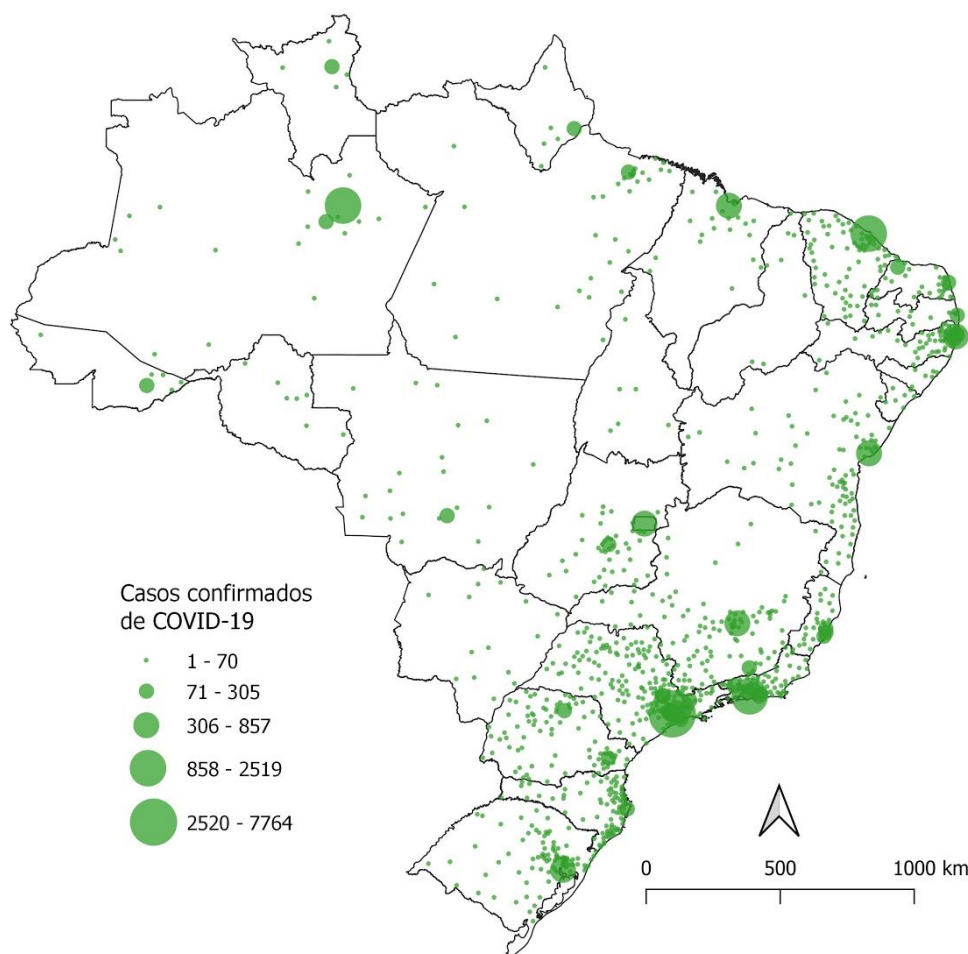 Casos confirmados
de COVID-19
1 - 70
71 - 305
306 - 857
858 - 2519
2520 - 7764
0 500 1000 km